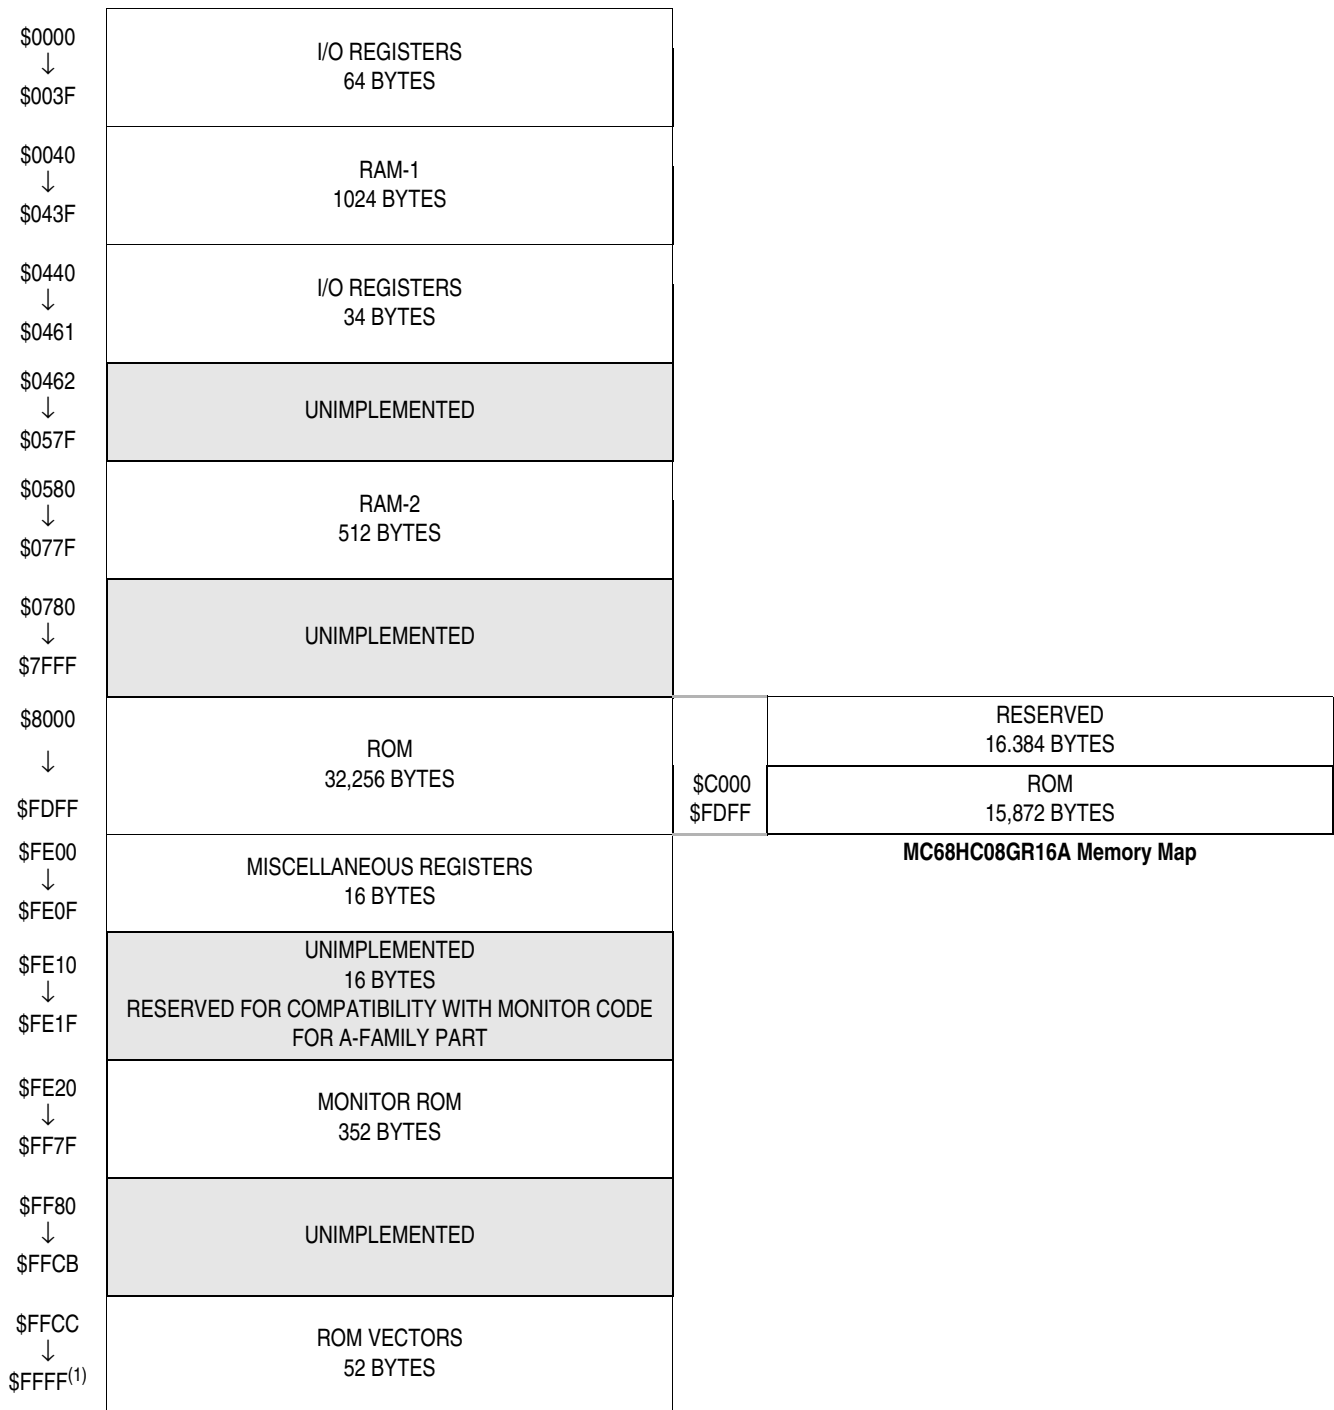 $0000
↓
$003F
I/O REGISTERS
64 BYTES
$0040
↓
$043F
RAM-1
1024 BYTES
$0440
↓
$0461
I/O REGISTERS
34 BYTES
$0462
↓
$057F
UNIMPLEMENTED
$0580
↓
$077F
RAM-2
512 BYTES
$0780
↓
$7FFF
UNIMPLEMENTED
$8000
↓
$FDFF
ROM
32,256 BYTES
RESERVED
16.384 BYTES
$C000
$FDFF
ROM
15,872 BYTES
MC68HC08GR16A Memory Map
$FE00
↓
$FE0F
MISCELLANEOUS REGISTERS
16 BYTES
$FE10
↓
$FE1F
UNIMPLEMENTED
16 BYTES
RESERVED FOR COMPATIBILITY WITH MONITOR CODE
FOR A-FAMILY PART
$FE20
↓
$FF7F
MONITOR ROM
352 BYTES
$FF80
↓
$FFCB
UNIMPLEMENTED
$FFCC
↓
$FFFF(1)
ROM VECTORS
52 BYTES